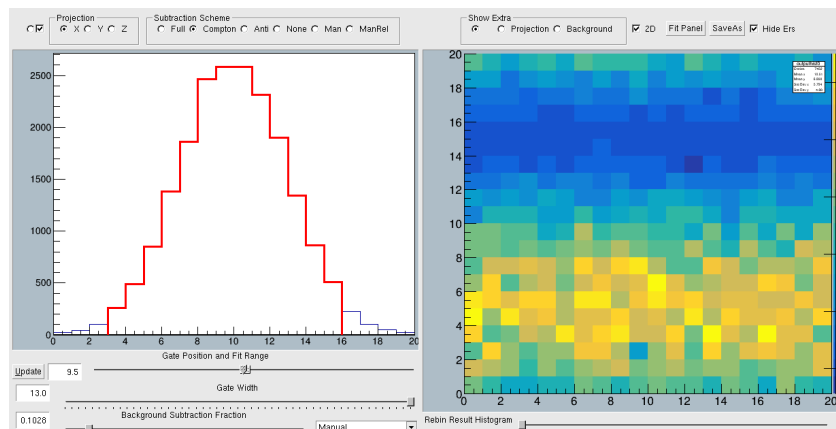 Projection
X Y Z
Subtraction Scheme
Full Compton Anti None Man ManRel
Show Extra
Projection Background
2D
Fit Panel
SaveAs
Hide Ers
2500
2000
1500
1000
500
0
0 2 4 6 8 10 12 14 16 18 20
20
18
16
14
12
10
8
6
4
2
0
0 2 4 6 8 10 12 14 16 18 20
Gate Position and Fit Range
Update
9.5
Gate Width
13.0
Background Subtraction Fraction
0.1028
Manual
Rebin Result Histogram